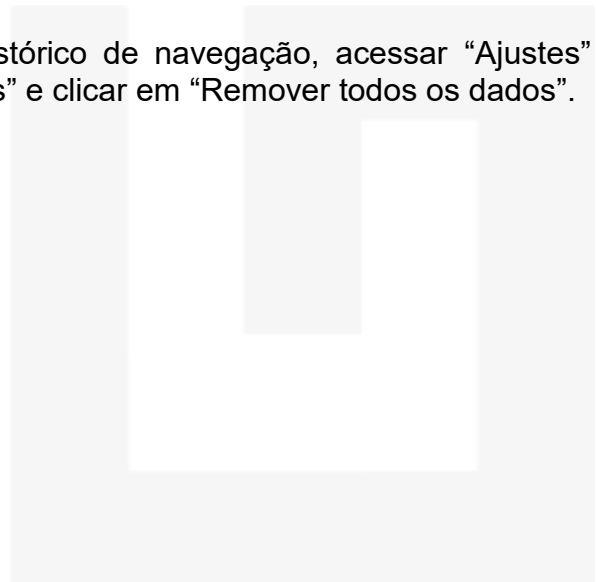 stórico de navegação, acessar “Ajustes”
s” e clicar em “Remover todos os dados”.